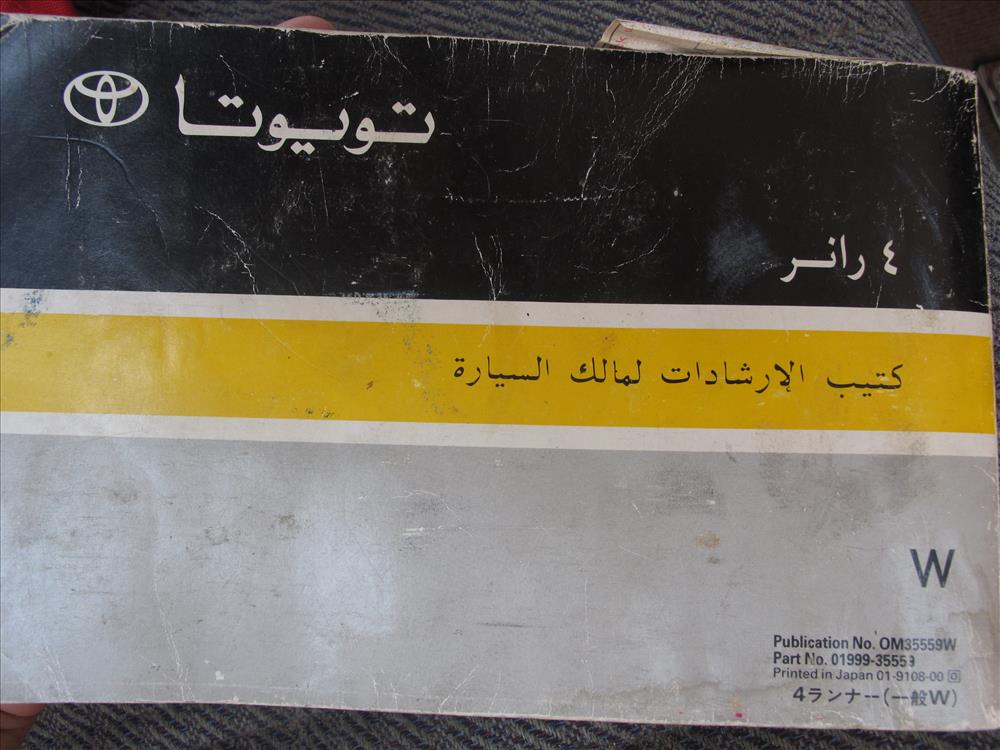 تويوتا
٤ رانر
كتيب الإرشادات لمالك السيارة
W
Publication No. OM35559W
Part No. 01999-35559
Printed in Japan 01-9108-00
4ランナー(一般W)